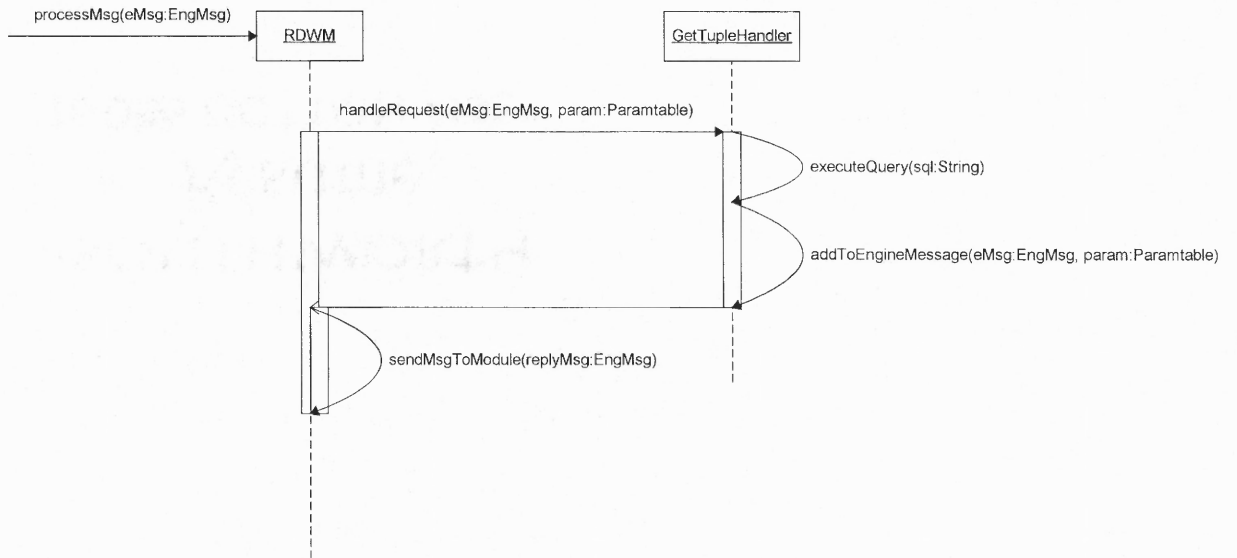 processMsg(eMsg:EngMsg)
RDWM
GetTupleHandler
handleRequest(eMsg:EngMsg, param:Paramtable)
executeQuery(sql:String)
addToEngineMessage(eMsg:EngMsg, param:Paramtable)
sendMsgToModule(replyMsg:EngMsg)